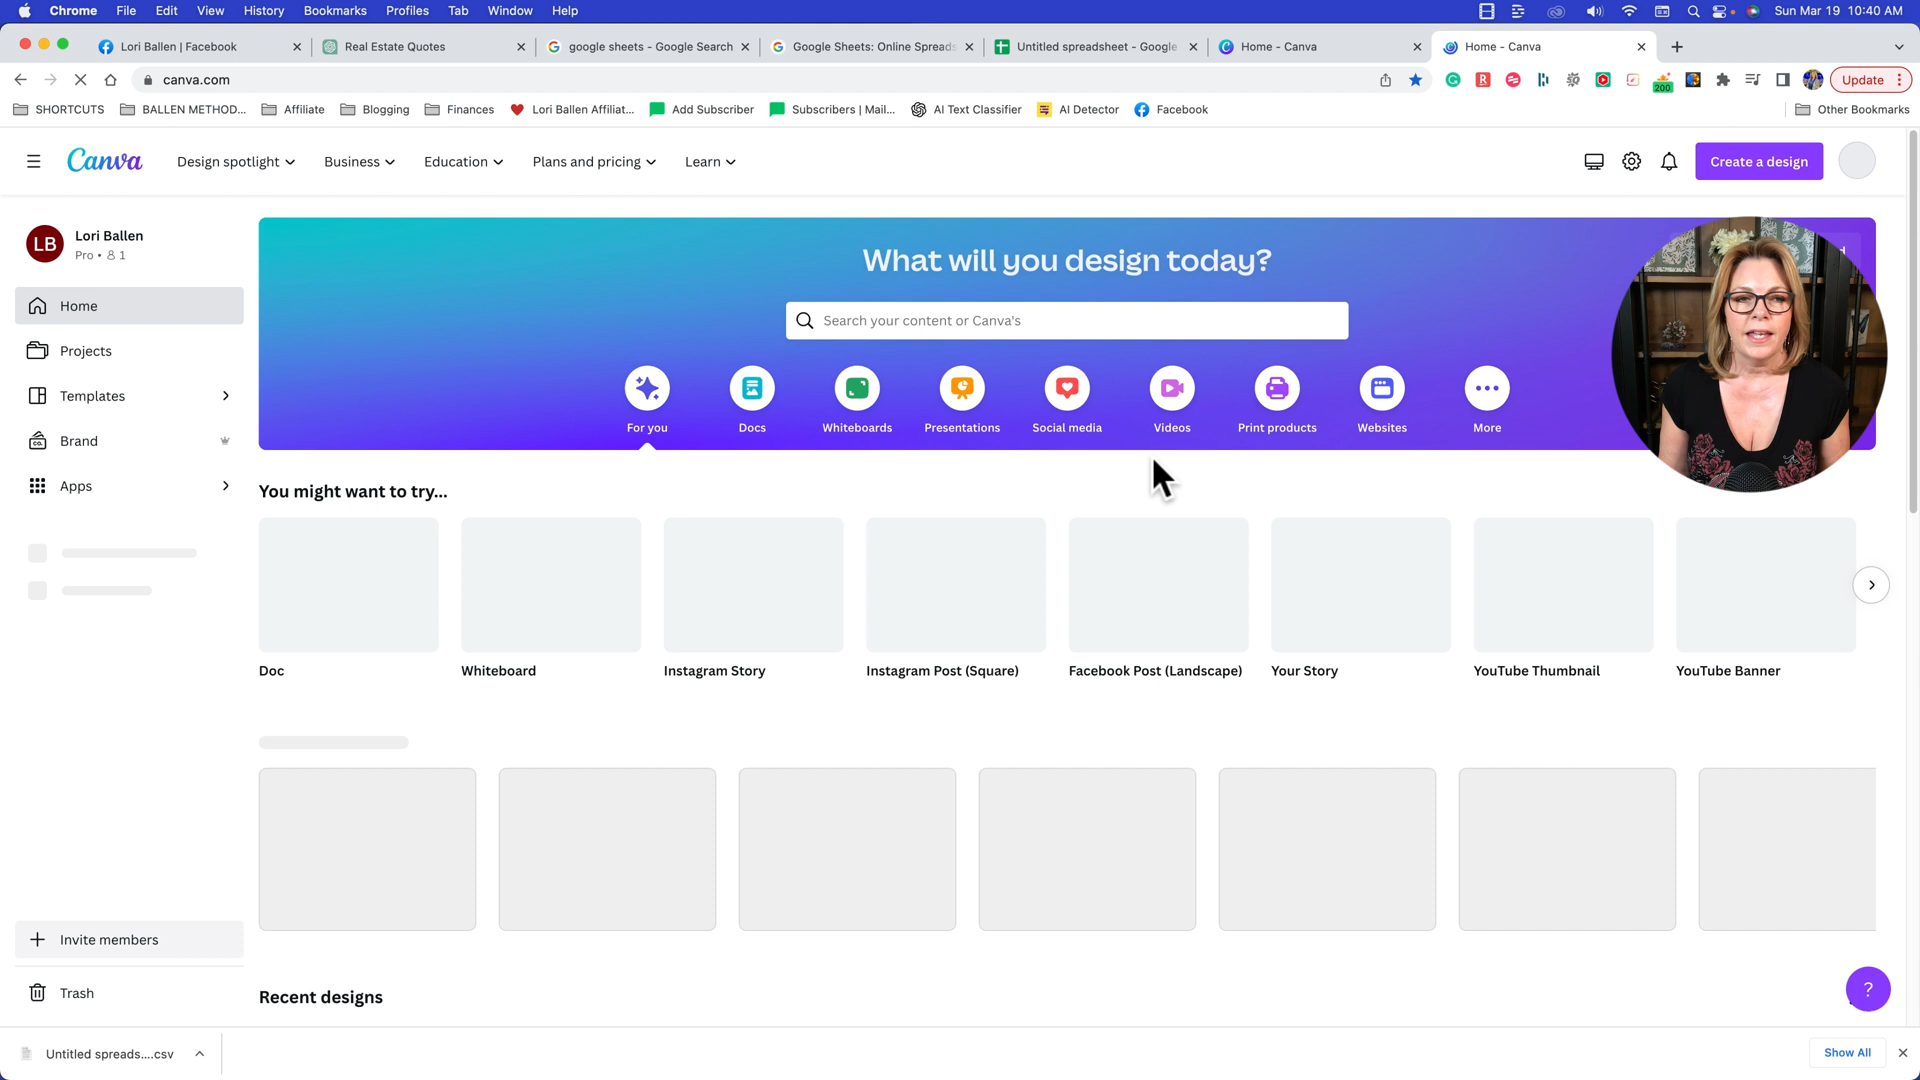 Chrome File Edit View History Bookmarks Profiles Tab Window Help Sun Mar 19 10:40 AM
Lori Ballen | Facebook Real Estate Quotes google sheets - Google Search Google Sheets: Online Spreads Untitled spreadsheet - Google Home - Canva Home - Canva
canva.com 200 Update
SHORTCUTS BALLEN METHOD... Affiliate Blogging Finances Lori Ballen Affiliat... Add Subscriber Subscribers | Mail... AI Text Classifier AI Detector Facebook Other Bookmarks
Canva Design spotlight Business Education Plans and pricing Learn Create a design
LB Lori Ballen
Pro • 1
Home
Projects
Templates
Brand
Apps
Invite members
Trash
What will you design today?
Search your content or Canva's
For you Docs Whiteboards Presentations Social media Videos Print products Websites More
You might want to try...
Doc Whiteboard Instagram Story Instagram Post (Square) Facebook Post (Landscape) Your Story YouTube Thumbnail YouTube Banner
Recent designs
?
Untitled spreads....csv Show All